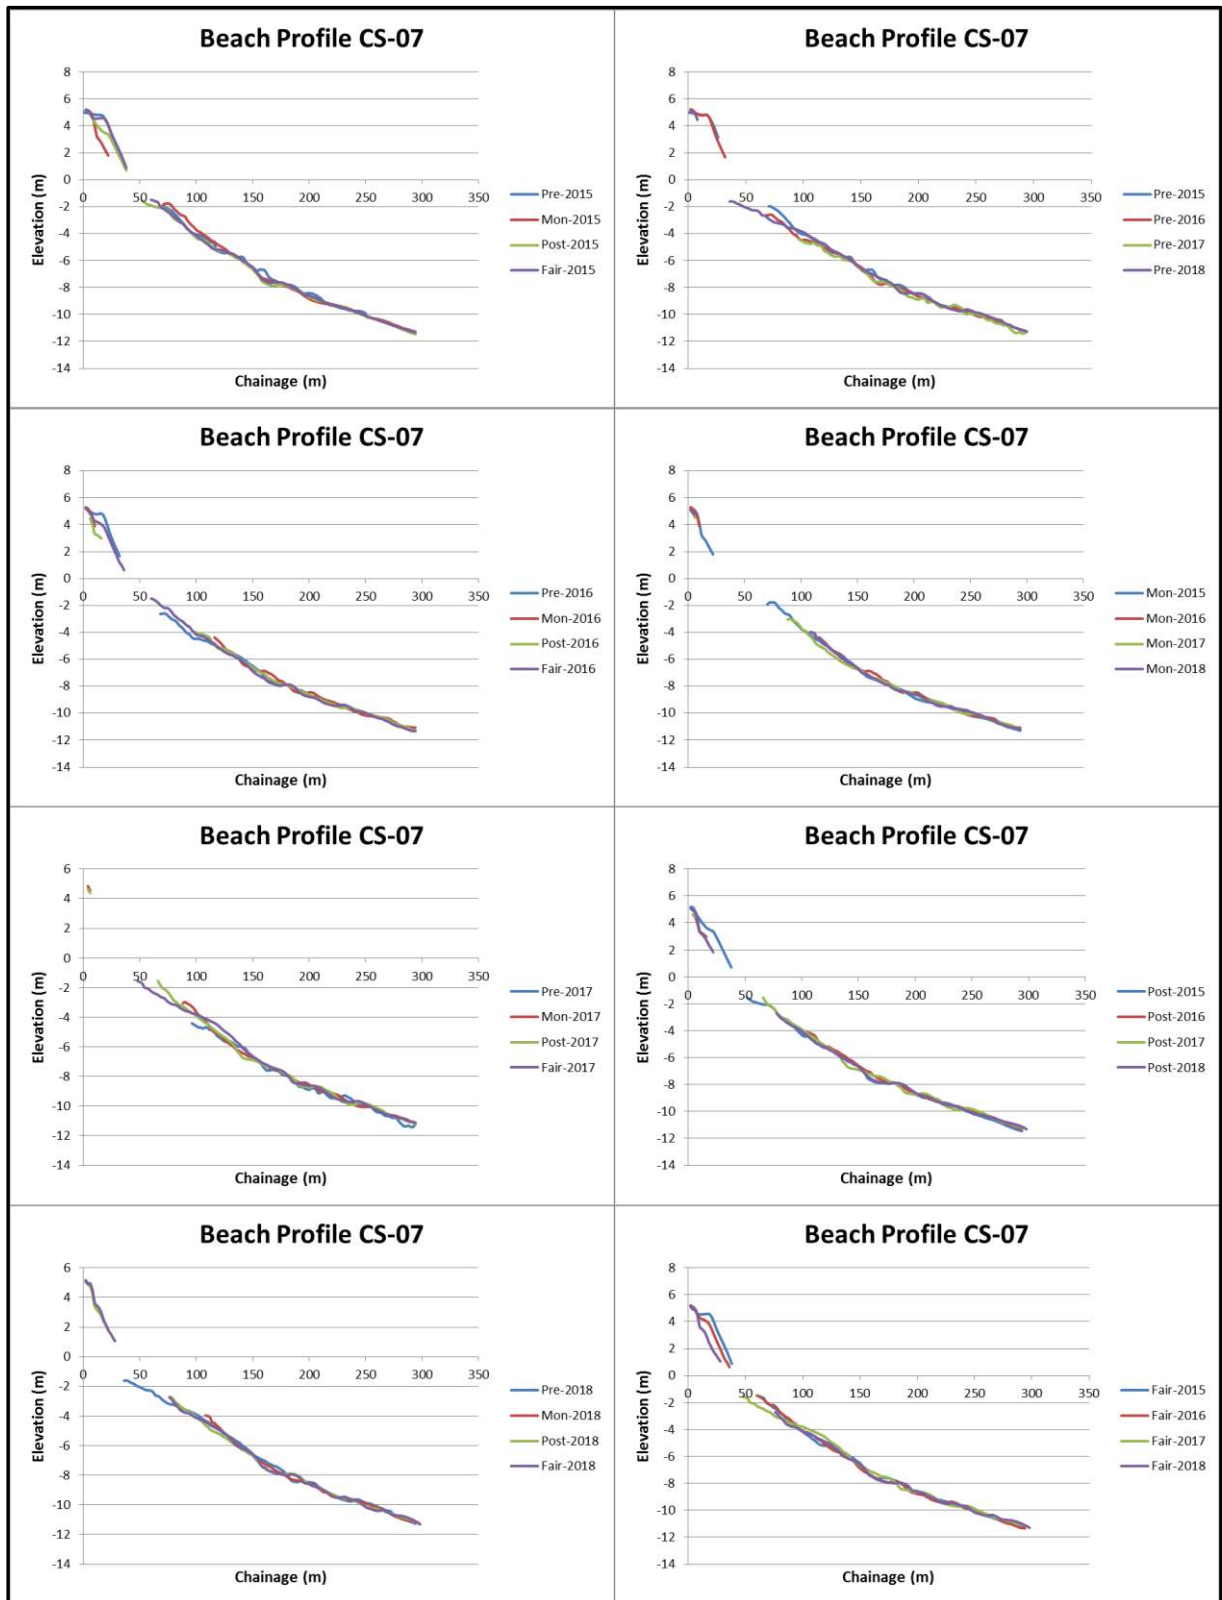 Beach Profile CS-07
8
6
4
2
0
-2
-4
-6
-8
-10
-12
-14
0 50 100 150 200 250 300 350
Elevation (m)
Chainage (m)
Pre-2015
Mon-2015
Post-2015
Fair-2015
Beach Profile CS-07
8
6
4
2
0
-2
-4
-6
-8
-10
-12
-14
0 50 100 150 200 250 300 350
Elevation (m)
Chainage (m)
Pre-2015
Pre-2016
Pre-2017
Pre-2018
Beach Profile CS-07
8
6
4
2
0
-2
-4
-6
-8
-10
-12
-14
0 50 100 150 200 250 300 350
Elevation (m)
Chainage (m)
Pre-2016
Mon-2016
Post-2016
Fair-2016
Beach Profile CS-07
8
6
4
2
0
-2
-4
-6
-8
-10
-12
-14
0 50 100 150 200 250 300 350
Elevation (m)
Chainage (m)
Mon-2015
Mon-2016
Mon-2017
Mon-2018
Beach Profile CS-07
6
4
2
0
-2
-4
-6
-8
-10
-12
-14
0 50 100 150 200 250 300 350
Elevation (m)
Chainage (m)
Pre-2017
Mon-2017
Post-2017
Fair-2017
Beach Profile CS-07
8
6
4
2
0
-2
-4
-6
-8
-10
-12
-14
0 50 100 150 200 250 300 350
Elevation (m)
Chainage (m)
Post-2015
Post-2016
Post-2017
Post-2018
Beach Profile CS-07
6
4
2
0
-2
-4
-6
-8
-10
-12
-14
0 50 100 150 200 250 300 350
Elevation (m)
Chainage (m)
Pre-2018
Mon-2018
Post-2018
Fair-2018
Beach Profile CS-07
8
6
4
2
0
-2
-4
-6
-8
-10
-12
-14
0 50 100 150 200 250 300 350
Elevation (m)
Chainage (m)
Fair-2015
Fair-2016
Fair-2017
Fair-2018